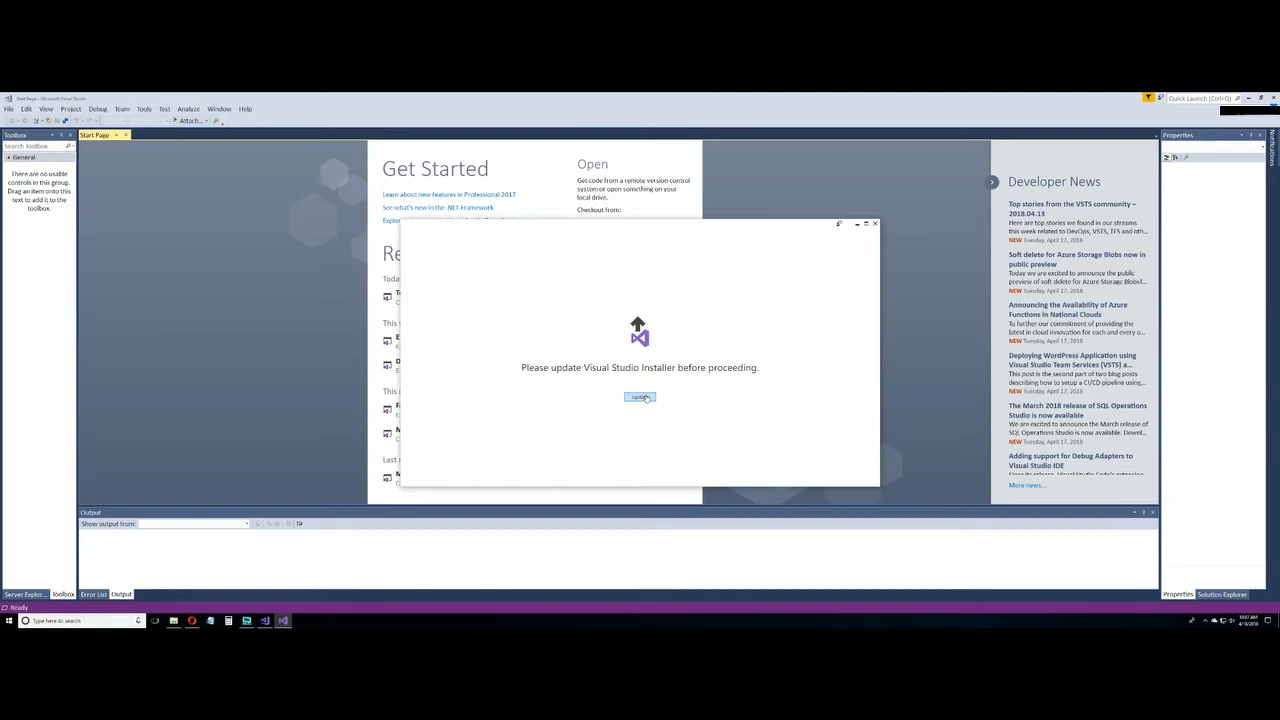 Start Page - Microsoft Visual Studio
Quick Launch (Ctrl+Q)
File Edit View Project Debug Team Tools Test Analyze Window Help
Attach...
Toolbox
Start Page
Properties
Notifications
Search Toolbox
General
There are no usable
controls in this group.
Drag an item onto this
text to add it to the
toolbox.
Get Started
Learn about new features in Professional 2017
See what's new in the .NET Framework
Open
Get code from a remote version control
system or open something on your
local drive.
Checkout from:
Please update Visual Studio Installer before proceeding.
Update
Developer News
Top stories from the VSTS community –
2018.04.13
Here are top stories we found in our streams
this week related to DevOps, VSTS, TFS and oth...
NEW Tuesday, April 17, 2018
Soft delete for Azure Storage Blobs now in
public preview
Today we are excited to announce the public
preview of soft delete for Azure Storage Blobs!
NEW Tuesday, April 17, 2018
Announcing the Availability of Azure
Functions in National Clouds
To further our commitment of providing the
latest in cloud innovation for each and every o...
NEW Tuesday, April 17, 2018
Deploying WordPress Application using
Visual Studio Team Services (VSTS) a...
This post is the second part of two blog posts
describing how to setup a CI/CD pipeline using...
NEW Tuesday, April 17, 2018
The March 2018 release of SQL Operations
Studio is now available
We are excited to announce the March release of
SQL Operations Studio is now available. Downl...
NEW Tuesday, April 17, 2018
Adding support for Debug Adapters to
Visual Studio IDE
More news...
Output
Show output from:
Server Explor... Toolbox
Error List Output
Properties Solution Explorer
Ready
Type here to search
10:07 AM
4/18/2018